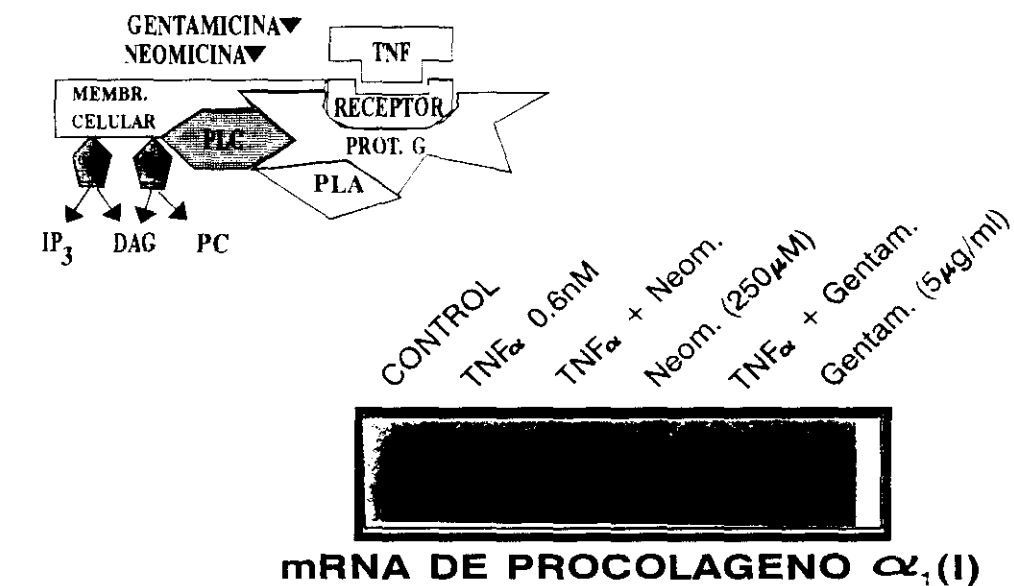 GENTAMICINA▼
NEOMICINA▼
TNF
MEMBR.
CELULAR
RECEPTOR
PLC
PROT. G
PLA
IP₃ DAG PC
CONTROL
TNFα 0.6nM
TNFα + Neom.
Neom. (250μM)
TNFα + Gentam.
Gentam. (5μg/ml)
mRNA DE PROCOLAGENO α₁(I)